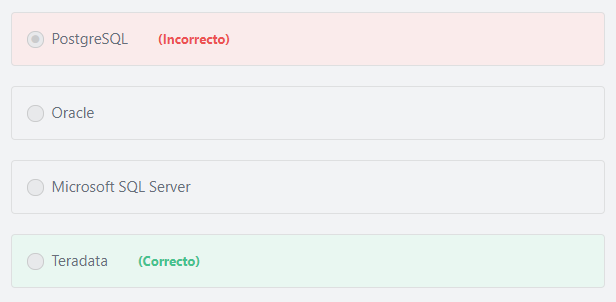 PostgreSQL (Incorrecto)
Oracle
Microsoft SQL Server
Teradata (Correcto)